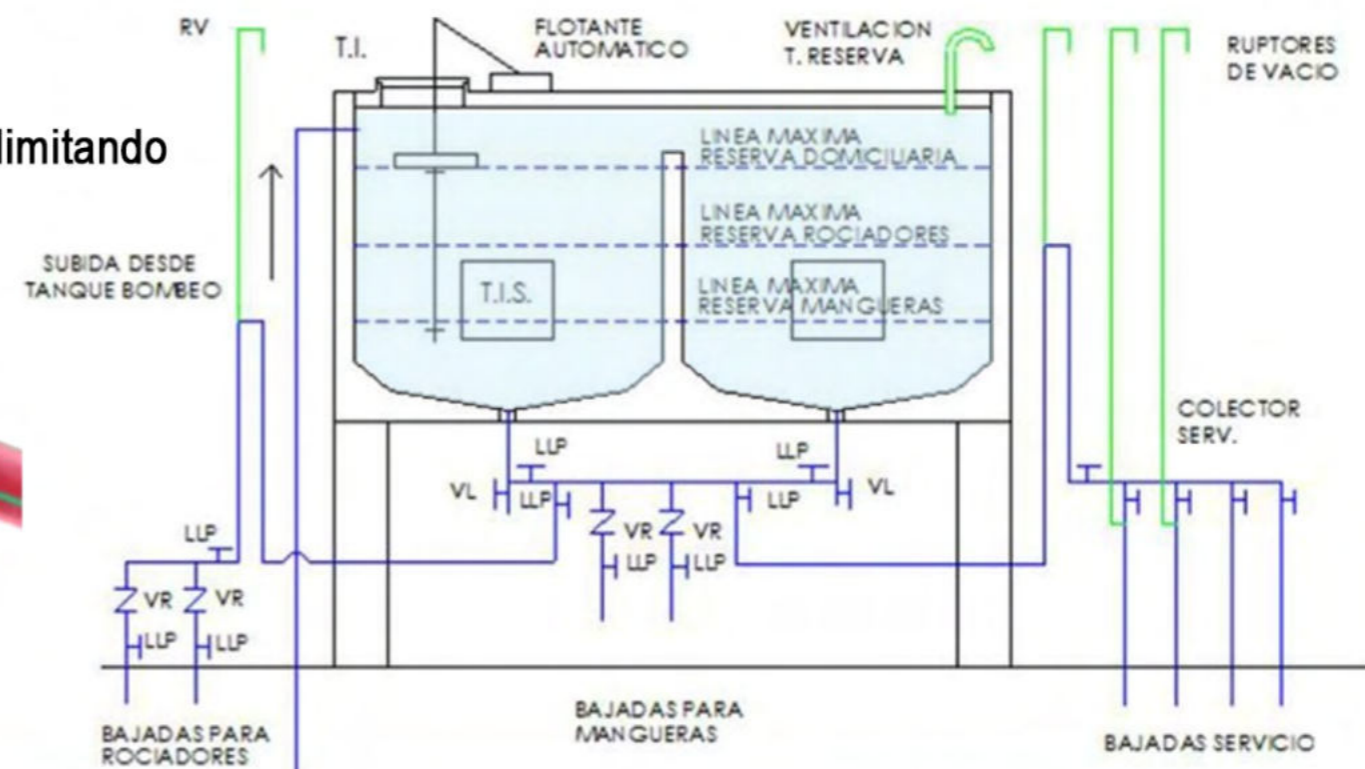 RV
T.I.
FLOTANTE
AUTOMATICO
VENTILACION
T. RESERVA
RUPTORES
DE VACIO
limitando
LINEA MAXIMA
RESERVA DOMICILIARIA
LINEA MAXIMA
RESERVA ROCIADORES
SUBIDA DESDE
TANQUE BOMBEO
T.I.S.
LINEA MAXIMA
RESERVA MANGUERAS
COLECTOR
SERV.
LLP
LLP
VL
LLP
LLP
VL
LLP
VR
VR
LLP
LLP
VR
VR
LLP
LLP
BAJADAS PARA
ROCIADORES
BAJADAS PARA
MANGUERAS
BAJADAS SERVICIO